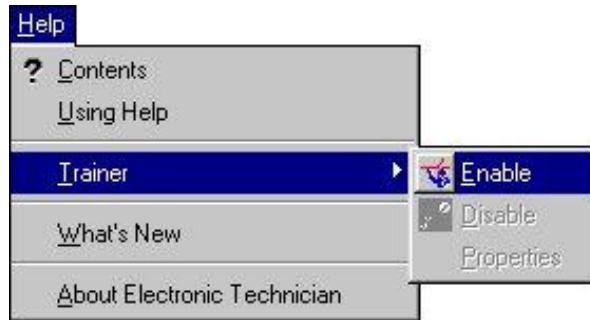 Help
? Contents
Using Help
Trainer
Enable
Disable
Properties
What's New
About Electronic Technician